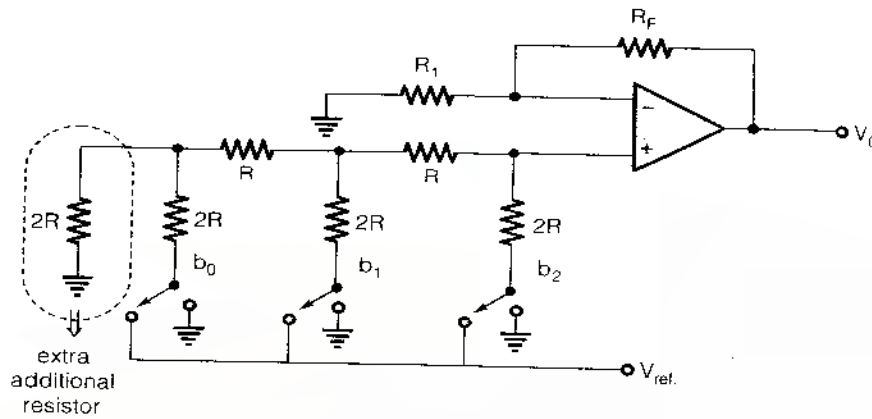 R_F
R_1
−
+
V_0
R
R
2R
2R
2R
2R
b_0
b_1
b_2
V_ref.
extra
additional
resistor